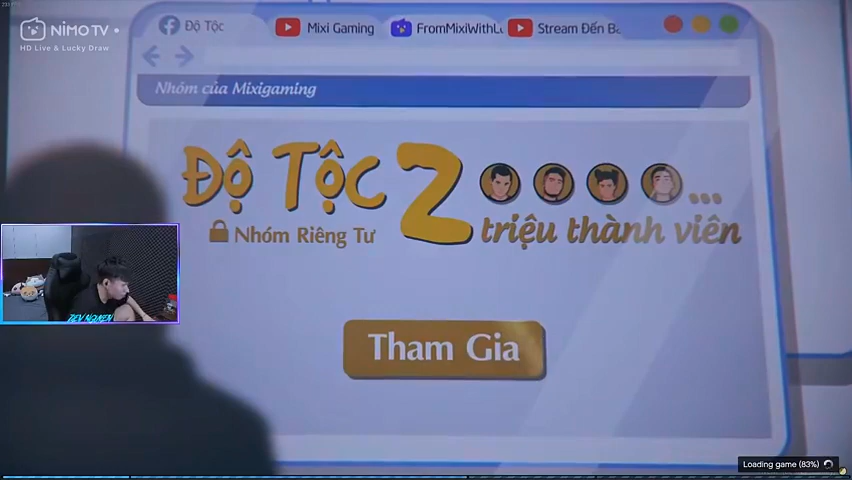 NIMO TV
HD Live & Lucky Draw
Độ Tộc
Mixi Gaming
FromMixiWithLu
Stream Đến Ba
Nhóm của Mixigaming
Độ Tộc 2
Nhóm Riêng Tư
triệu thành viên
Tham Gia
Loading game (83%)